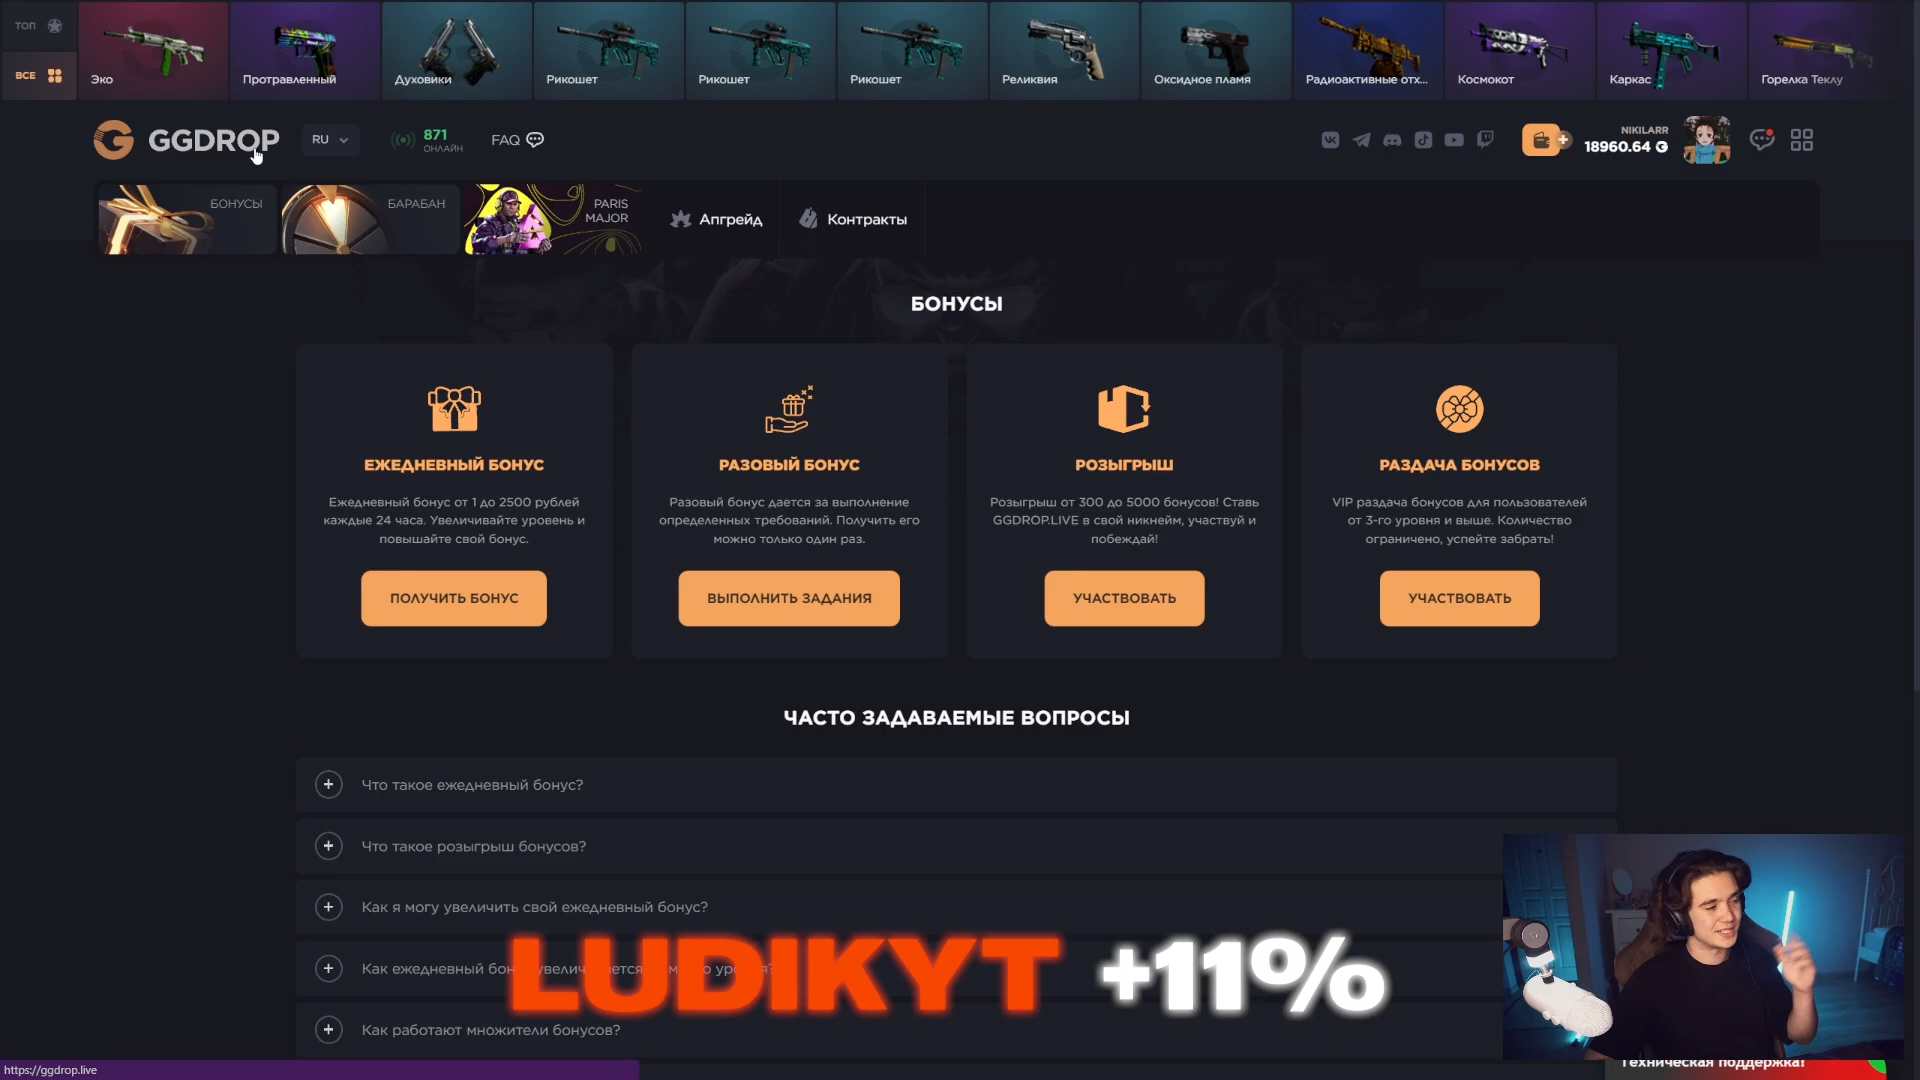 ТОП
ВСЕ
Эко
Протравленный
Духовики
Рикошет
Рикошет
Рикошет
Реликвия
Оксидное пламя
Радиоактивные отх...
Космокот
Каркас
Горелка Теклу
GGDROP
RU
871
ОНЛАЙН
FAQ
NIKILARR
18960.64
БОНУСЫ
БАРАБАН
PARIS
MAJOR
Апгрейд
Контракты
БОНУСЫ
ЕЖЕДНЕВНЫЙ БОНУС
Ежедневный бонус от 1 до 2500 рублей
каждые 24 часа. Увеличивайте уровень и
повышайте свой бонус.
ПОЛУЧИТЬ БОНУС
РАЗОВЫЙ БОНУС
Разовый бонус дается за выполнение
определенных требований. Получить его
можно только один раз.
ВЫПОЛНИТЬ ЗАДАНИЯ
РОЗЫГРЫШ
Розыгрыш от 300 до 5000 бонусов! Ставь
GGDROP.LIVE в свой никнейм, участвуй и
побеждай!
УЧАСТВОВАТЬ
РАЗДАЧА БОНУСОВ
VIP раздача бонусов для пользователей
от 3-го уровня и выше. Количество
ограничено, успейте забрать!
УЧАСТВОВАТЬ
ЧАСТО ЗАДАВАЕМЫЕ ВОПРОСЫ
Что такое ежедневный бонус?
Что такое розыгрыш бонусов?
Как я могу увеличить свой ежедневный бонус?
Как ежедневный
LUDIKYT +11%
Как работают множители бонусов?
https://ggdrop.live
Техническая поддержка!